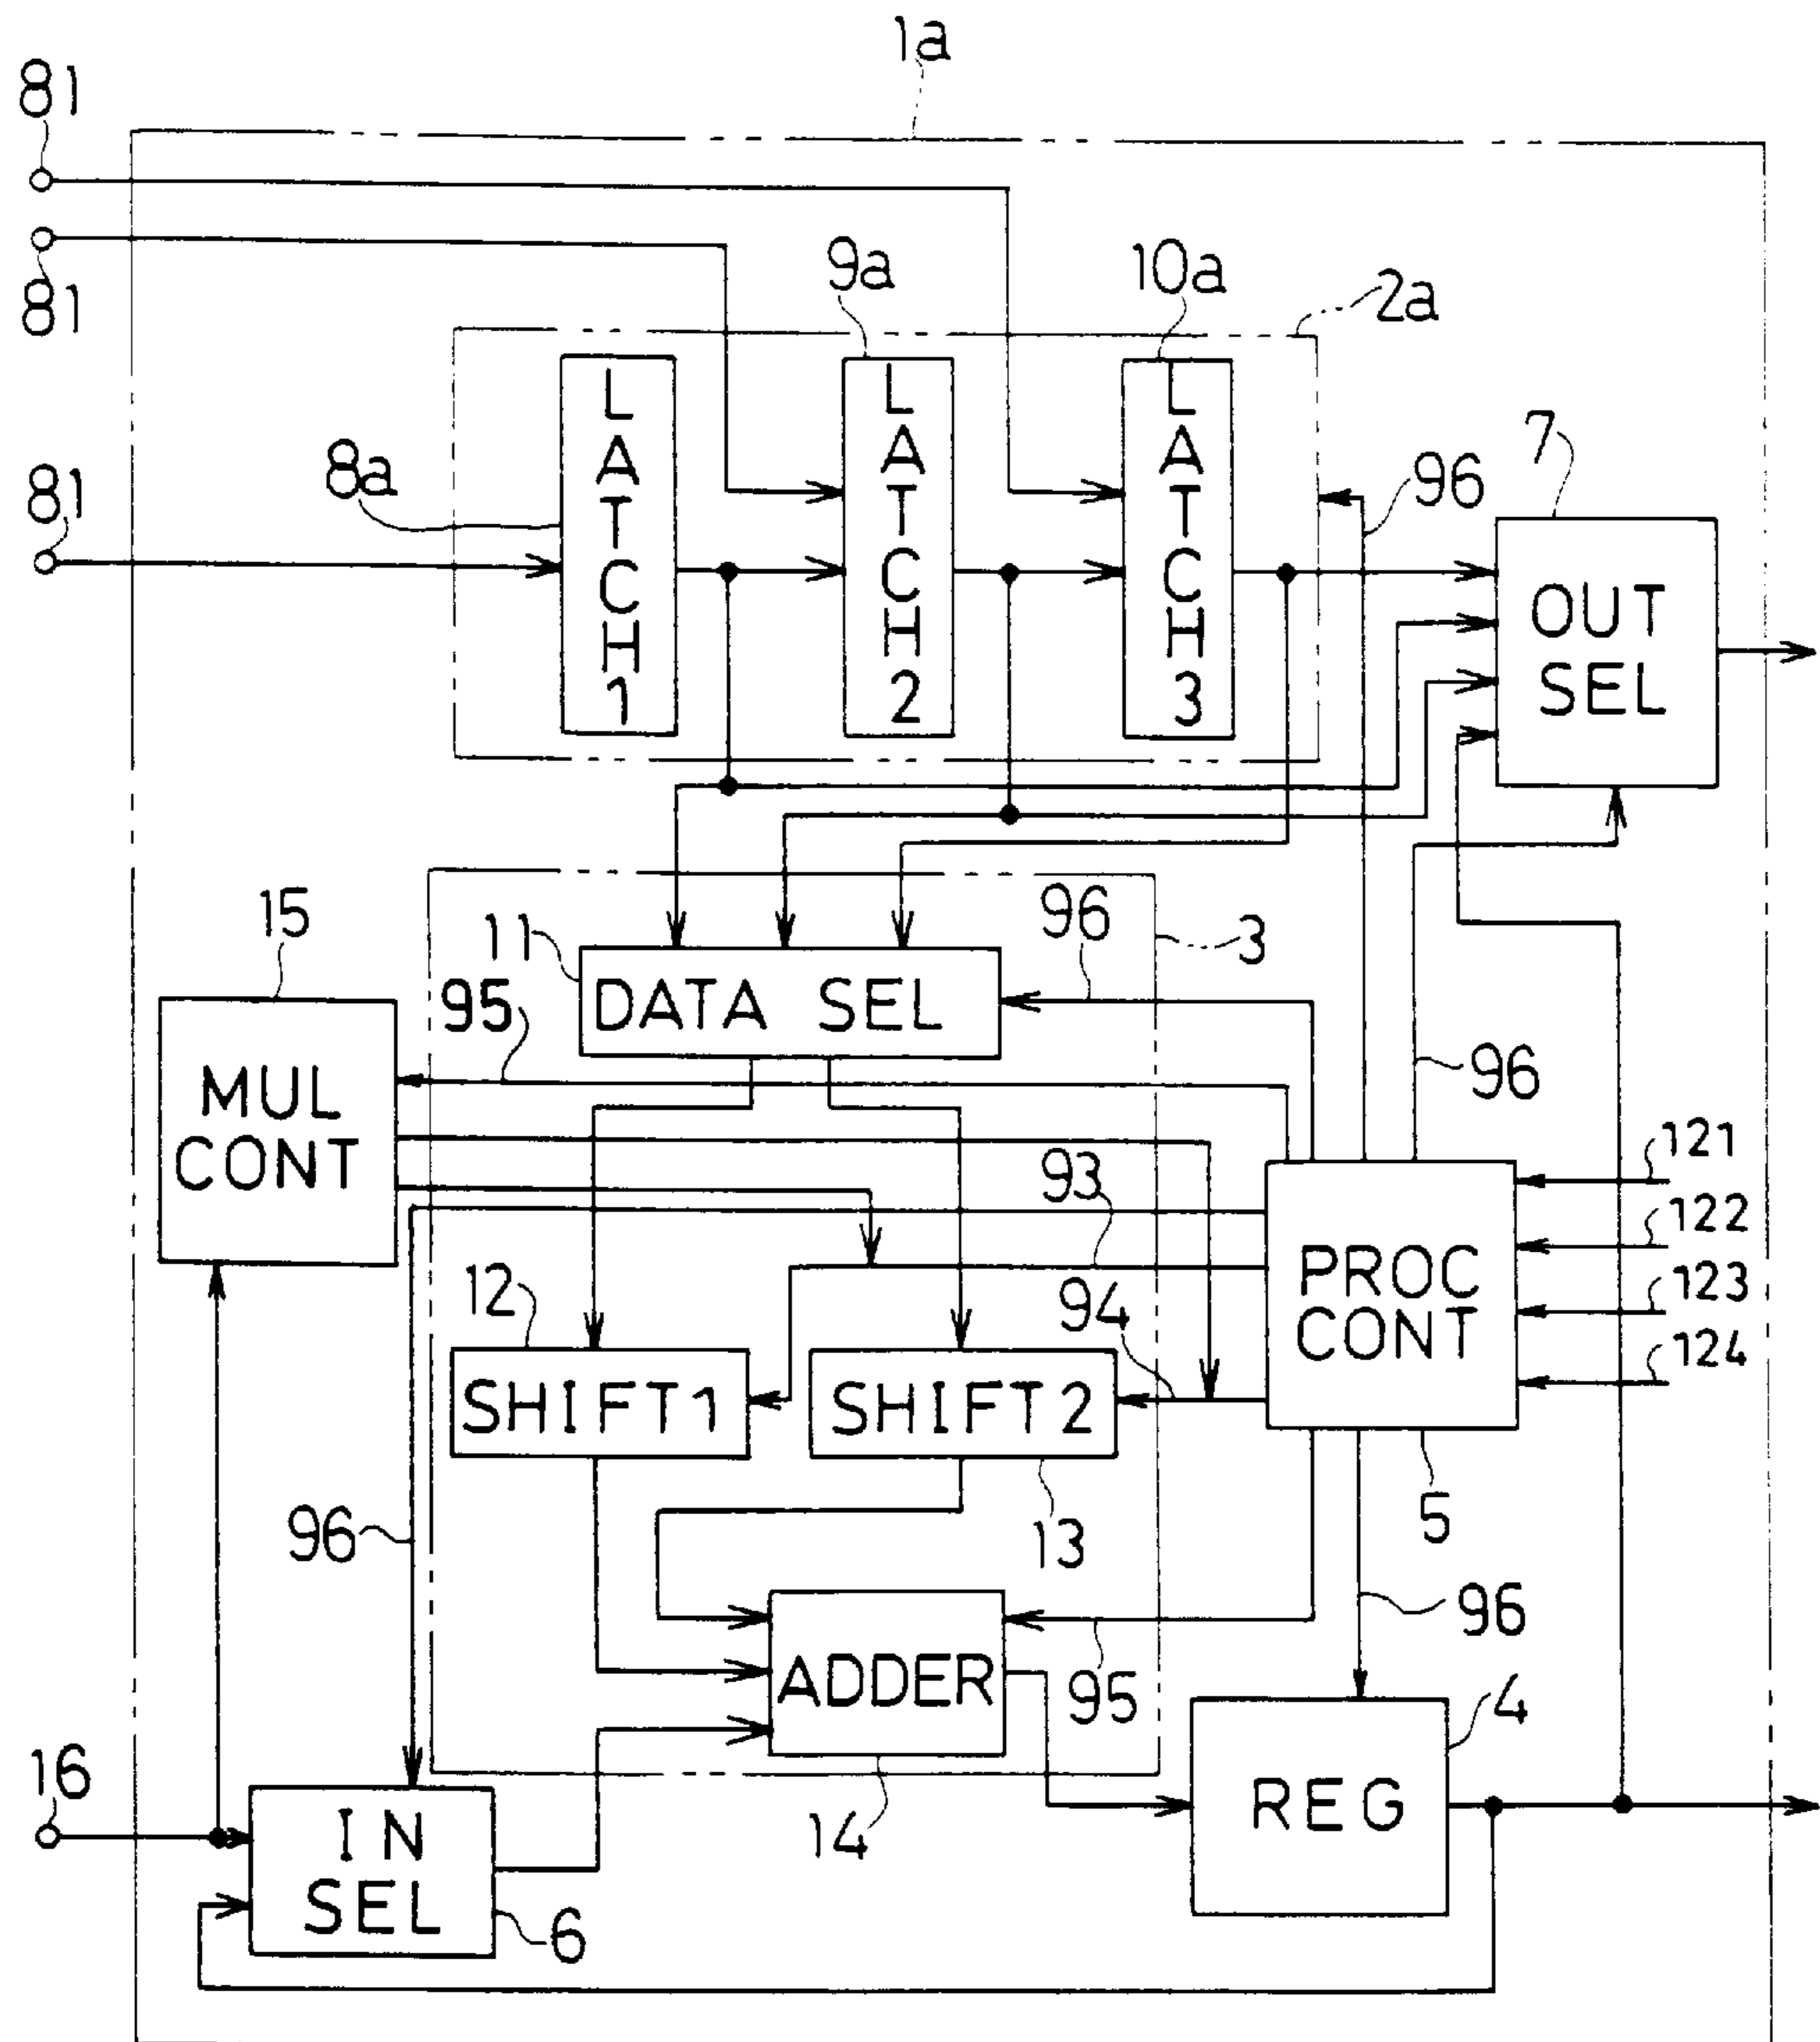 1a
81
81
9a
10a
2a
LATCH1
LATCH2
LATCH3
8a
81
7
96
OUT
SEL
15
11
96
3
95
DATA SEL
96
MUL
CONT
93
121
122
123
124
12
94
PROC
CONT
SHIFT1
SHIFT2
96
13
5
96
ADDER
95
4
16
14
REG
IN
SEL
6